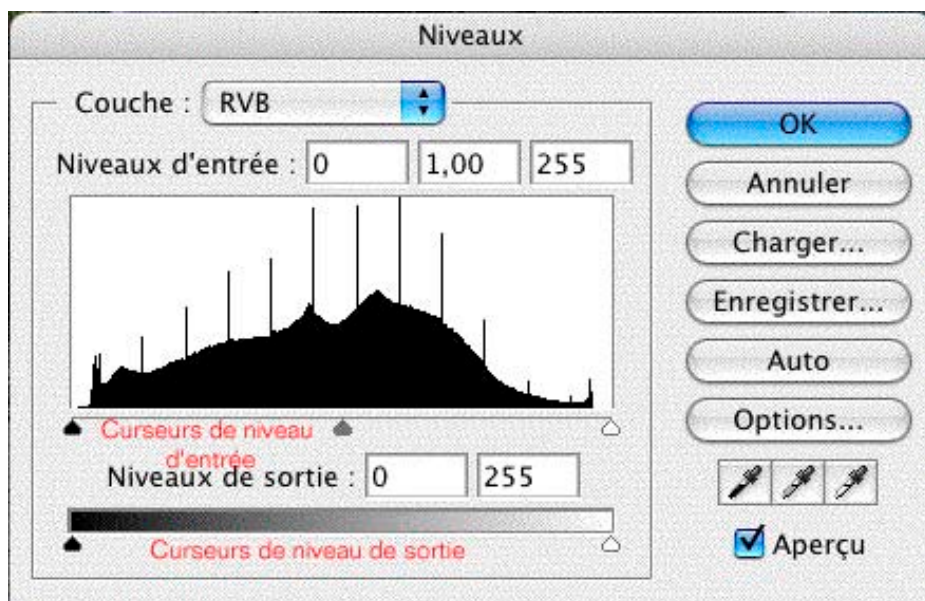 Niveaux
Couche : RVB
Niveaux d'entrée : 0 1,00 255
Curseurs de niveau
d'entrée
Niveaux de sortie : 0 255
Curseurs de niveau de sortie
OK
Annuler
Charger...
Enregistrer...
Auto
Options...
Aperçu